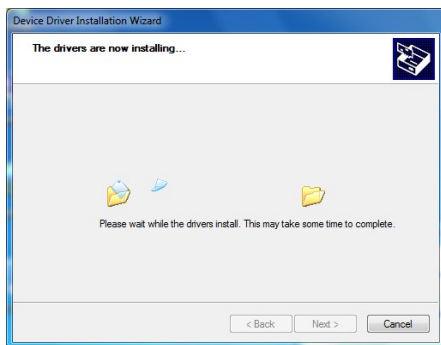 Device Driver Installation Wizard
The drivers are now installing...
Please wait while the drivers install. This may take some time to complete.
< Back
Next >
Cancel